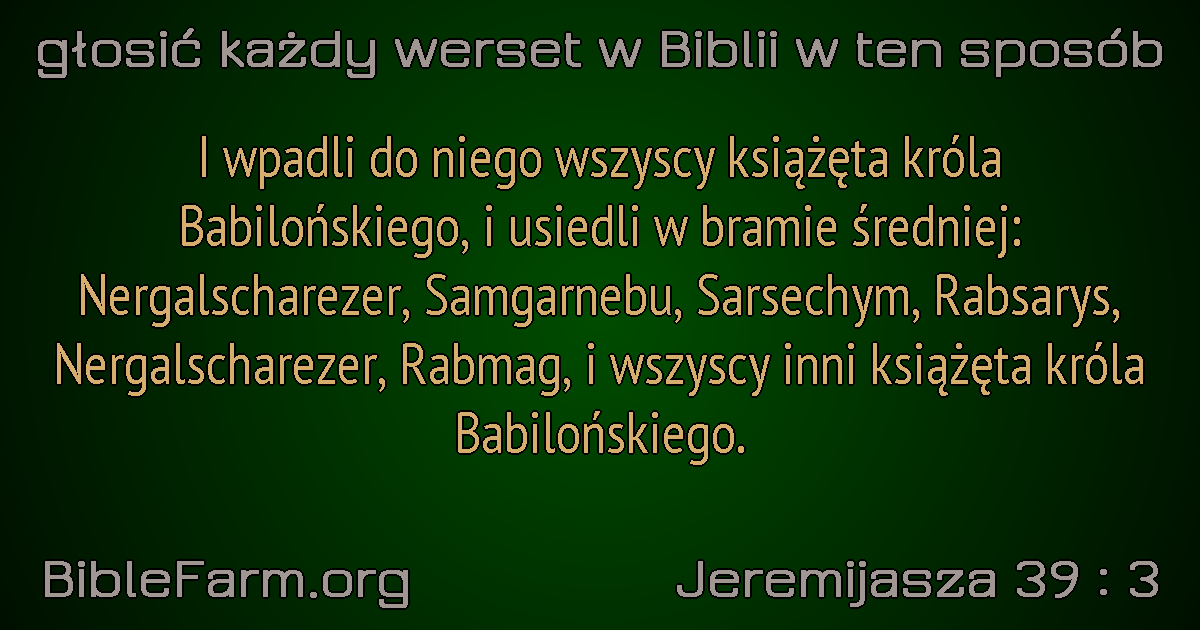 głosić każdy werset w Biblii w ten sposób
I wpadli do niego wszyscy książęta króla
Babilońskiego, i usiedli w bramie średniej:
Nergalscharezer, Samgarnebu, Sarsechym, Rabsarys,
Nergalscharezer, Rabmag, i wszyscy inni książęta króla
Babilońskiego.
BibleFarm.org
Jeremijasza 39 : 3